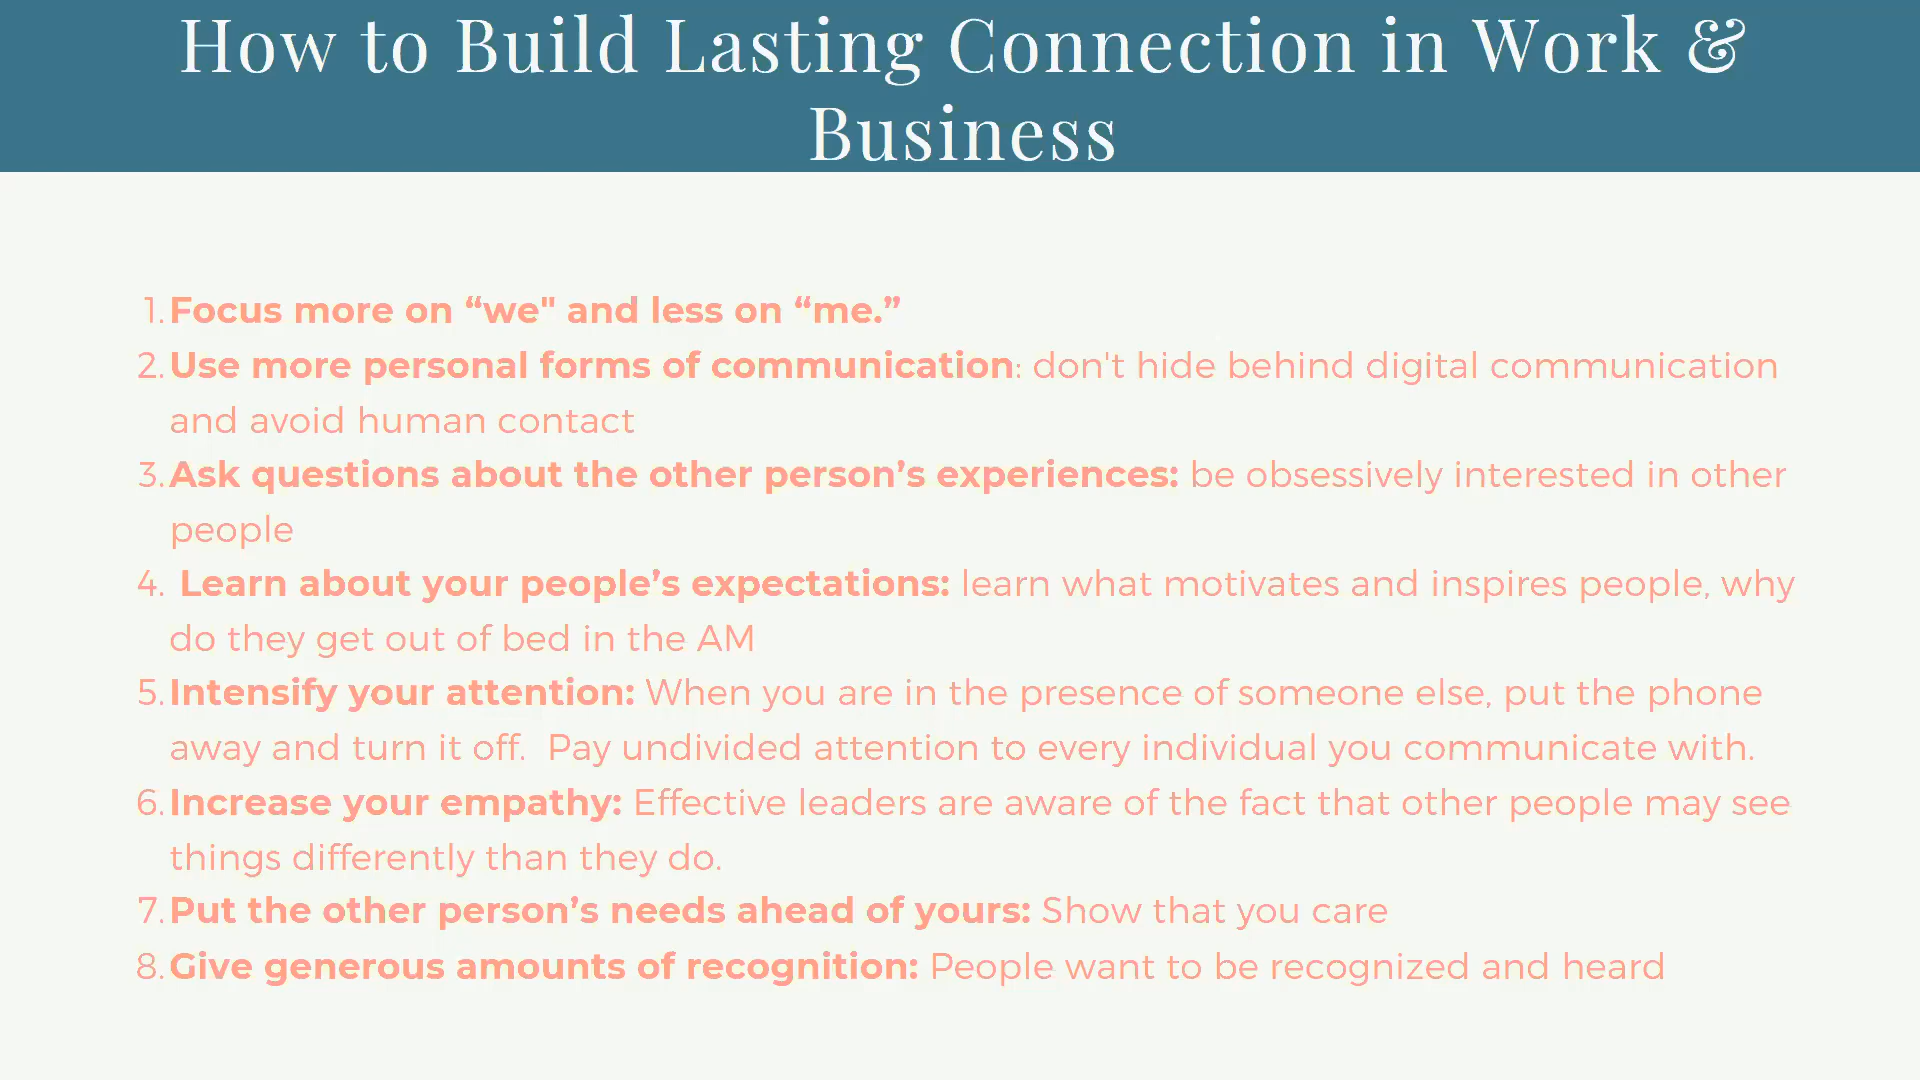 How to Build Lasting Connection in Work &
Business
1. Focus more on “we" and less on “me.”
2. Use more personal forms of communication: don't hide behind digital communication
and avoid human contact
3. Ask questions about the other person’s experiences: be obsessively interested in other
people
4. Learn about your people’s expectations: learn what motivates and inspires people, why
do they get out of bed in the AM
5. Intensify your attention: When you are in the presence of someone else, put the phone
away and turn it off. Pay undivided attention to every individual you communicate with.
6. Increase your empathy: Effective leaders are aware of the fact that other people may see
things differently than they do.
7. Put the other person’s needs ahead of yours: Show that you care
8. Give generous amounts of recognition: People want to be recognized and heard